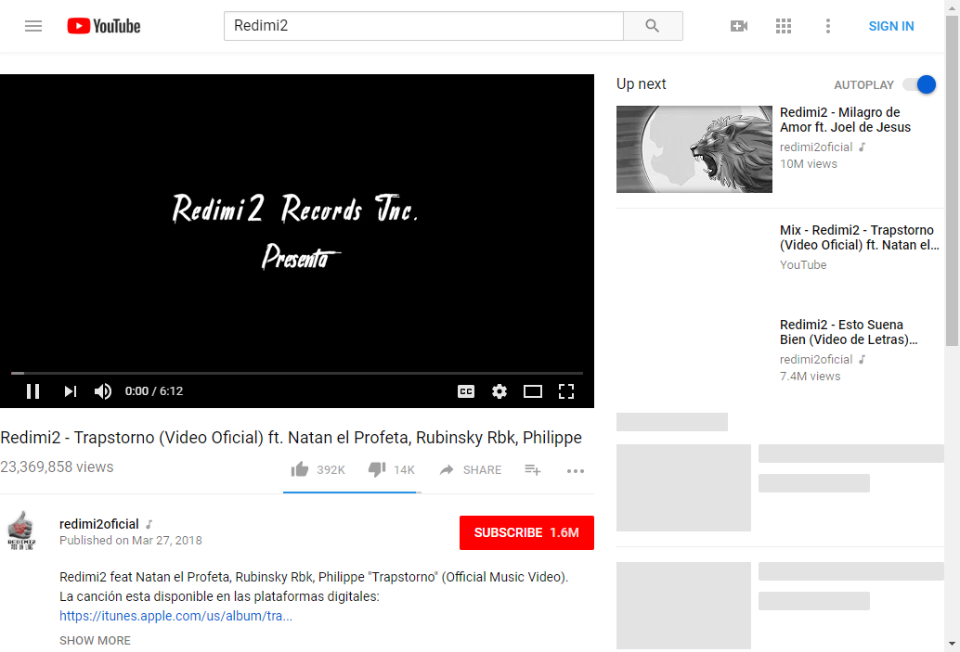 YouTube
Redimi2
SIGN IN
Redimi2 Records Inc.
Presenta
0:00 / 6:12
CC
Redimi2 - Trapstorno (Video Oficial) ft. Natan el Profeta, Rubinsky Rbk, Philippe
23,369,858 views
392K
14K
SHARE
redimi2oficial
Published on Mar 27, 2018
SUBSCRIBE 1.6M
Redimi2 feat Natan el Profeta, Rubinsky Rbk, Philippe "Trapstorno" (Official Music Video).
La canción esta disponible en las plataformas digitales:
https://itunes.apple.com/us/album/tra...
SHOW MORE
Up next
AUTOPLAY
Redimi2 - Milagro de
Amor ft. Joel de Jesus
redimi2oficial
10M views
Mix - Redimi2 - Trapstorno
(Video Oficial) ft. Natan el...
YouTube
Redimi2 - Esto Suena
Bien (Video de Letras)...
redimi2oficial
7.4M views